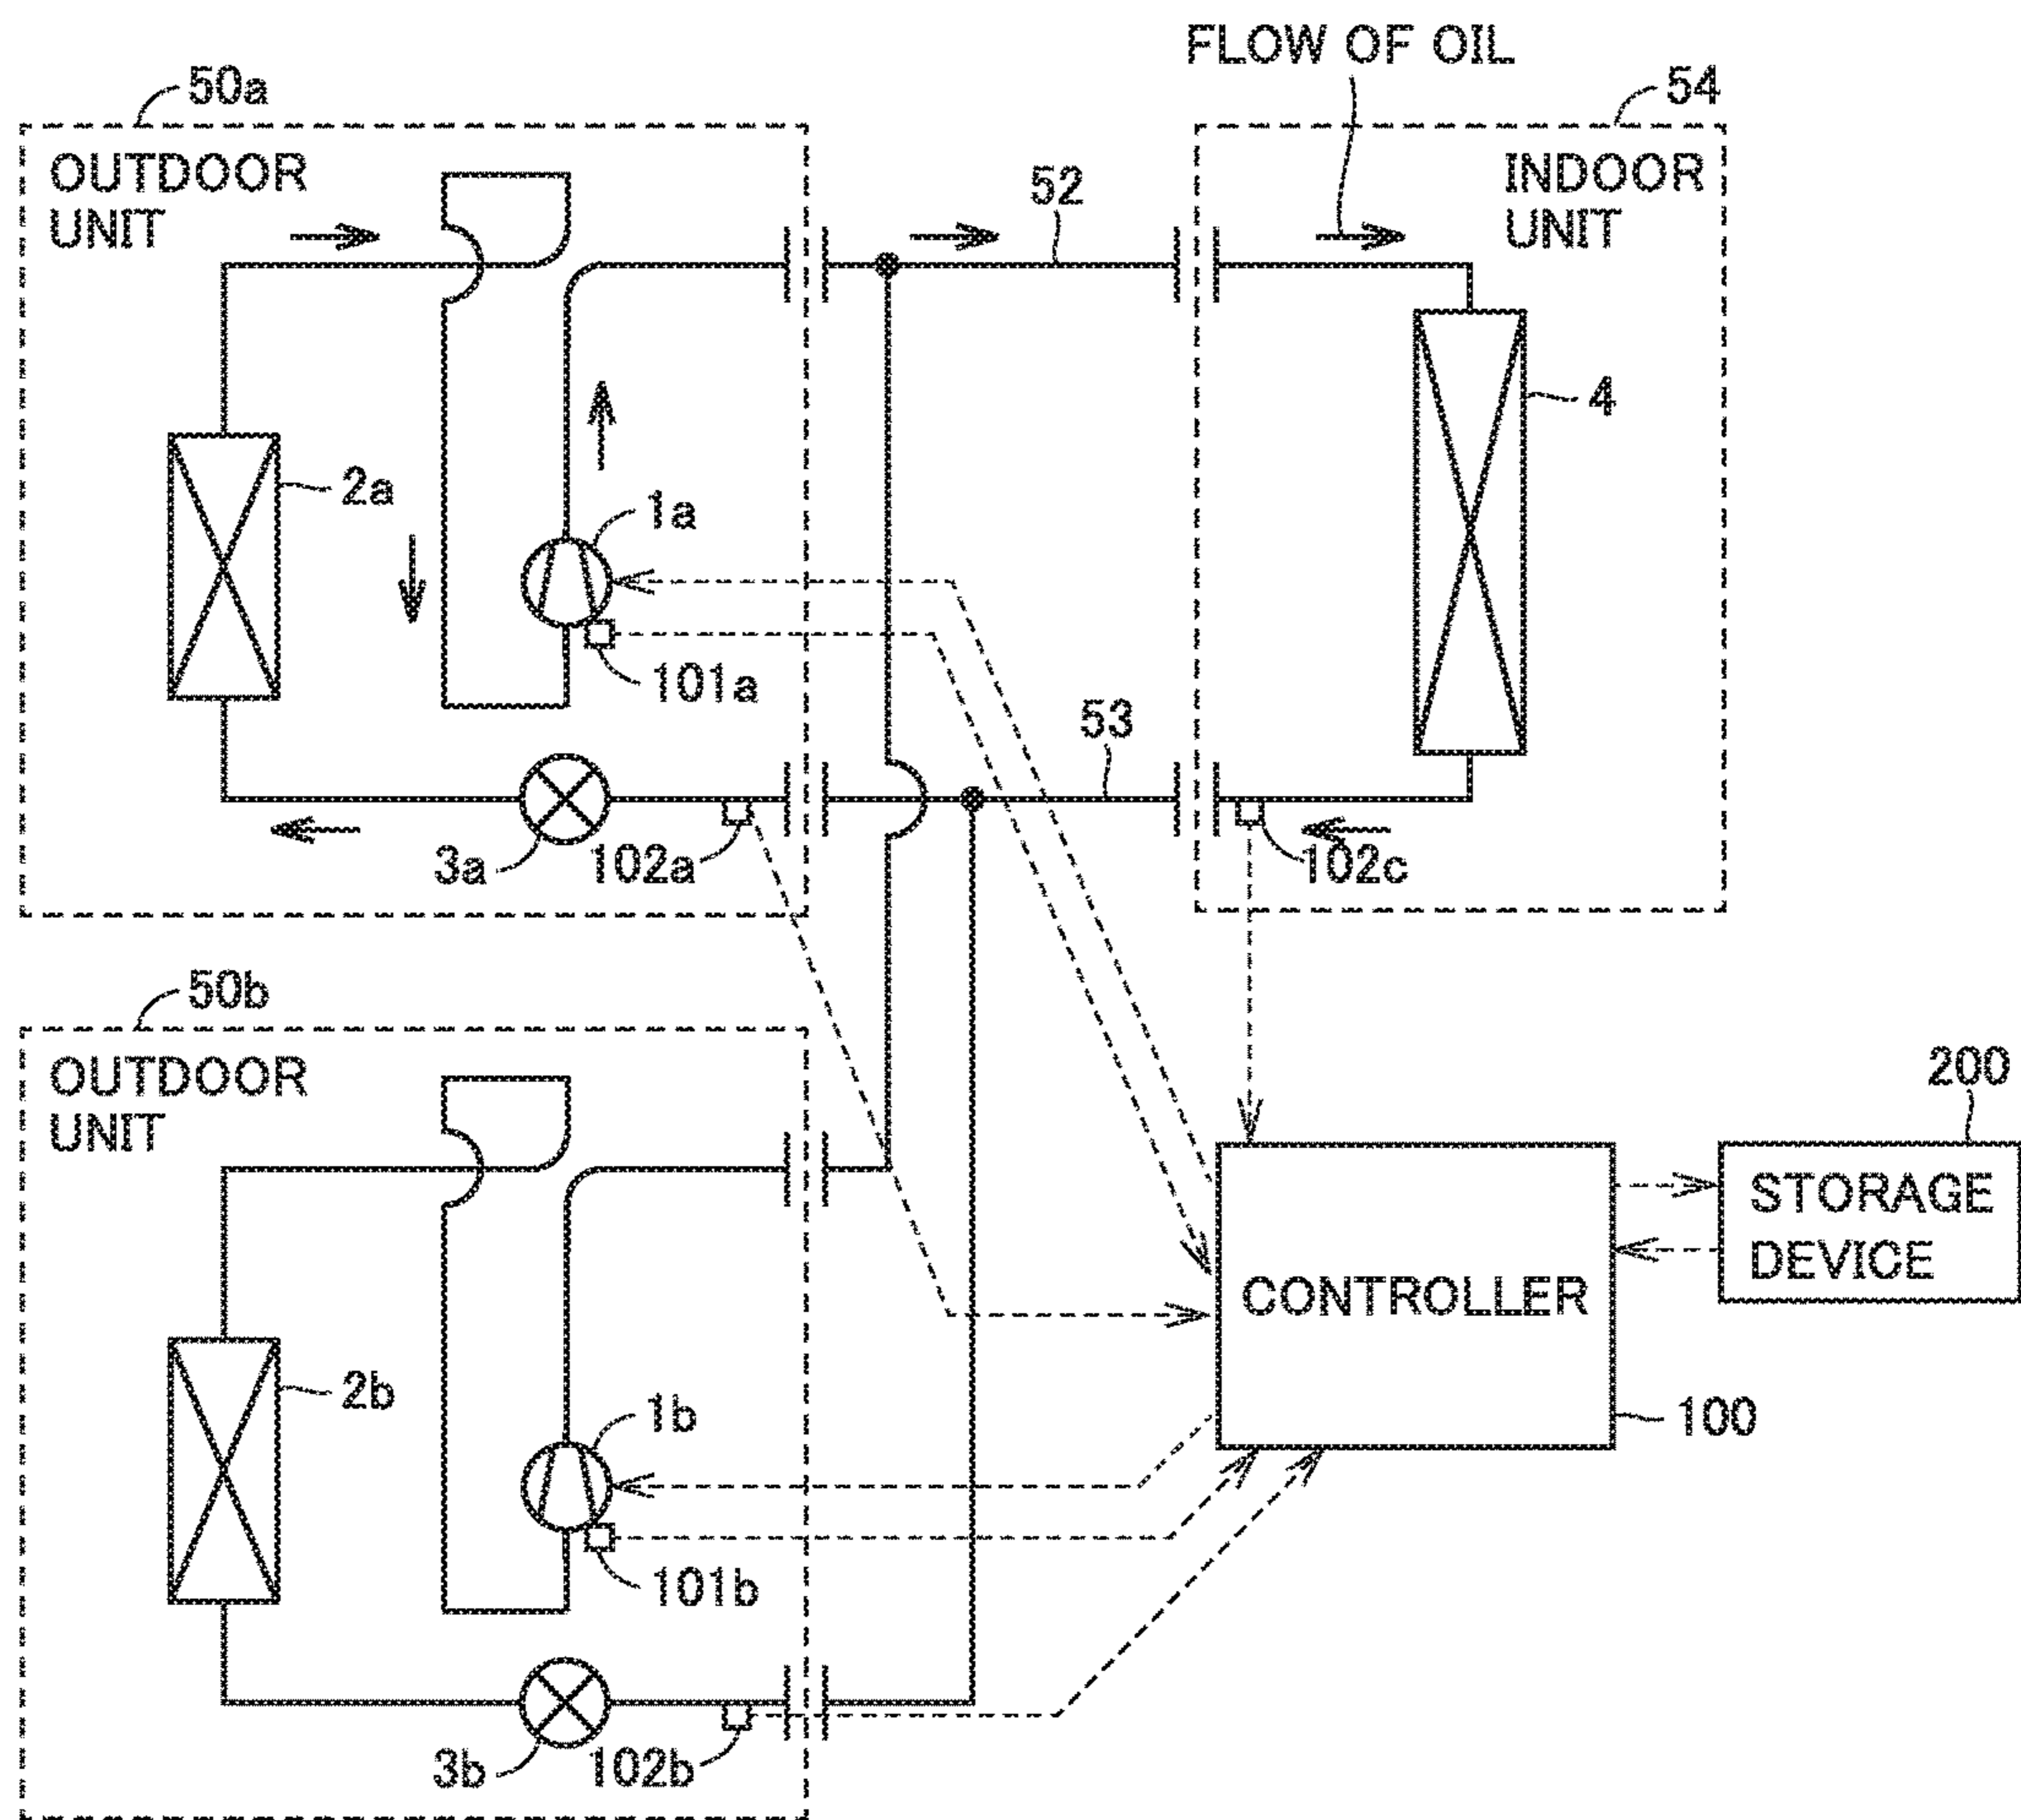 FLOW OF OIL
50a
54
OUTDOOR
UNIT
52
INDOOR
UNIT
4
2a
1a
101a
53
3a
102a
102c
50b
OUTDOOR
UNIT
200
STORAGE
DEVICE
CONTROLLER
2b
1b
100
101b
3b
102b